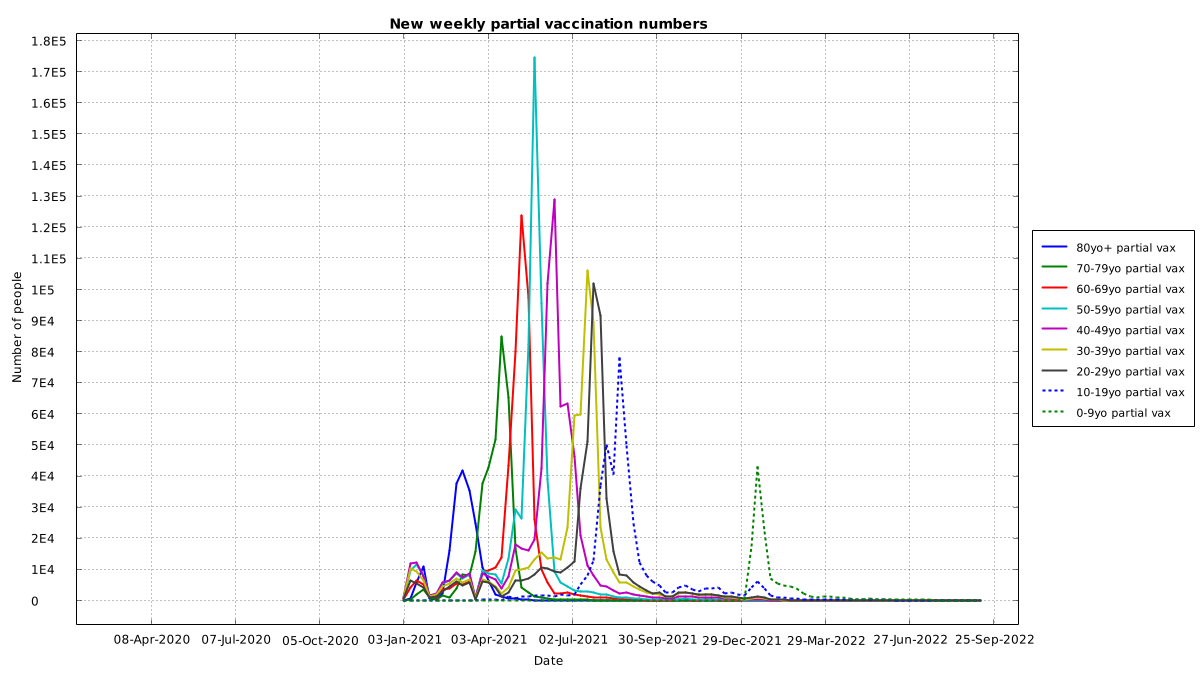 New weekly partial vaccination numbers
1.8E5
1.7E5
1.6E5
1.5E5
1.4E5
1.3E5
1.2E5
1.1E5
1E5
9E4
8E4
7E4
6E4
5E4
4E4
3E4
2E4
1E4
0
Number of people
08-Apr-2020 07-Jul-2020 05-Oct-2020 03-Jan-2021 03-Apr-2021 02-Jul-2021 30-Sep-2021 29-Dec-2021 29-Mar-2022 27-Jun-2022 25-Sep-2022
Date
80yo+ partial vax
70-79yo partial vax
60-69yo partial vax
50-59yo partial vax
40-49yo partial vax
30-39yo partial vax
20-29yo partial vax
10-19yo partial vax
0-9yo partial vax